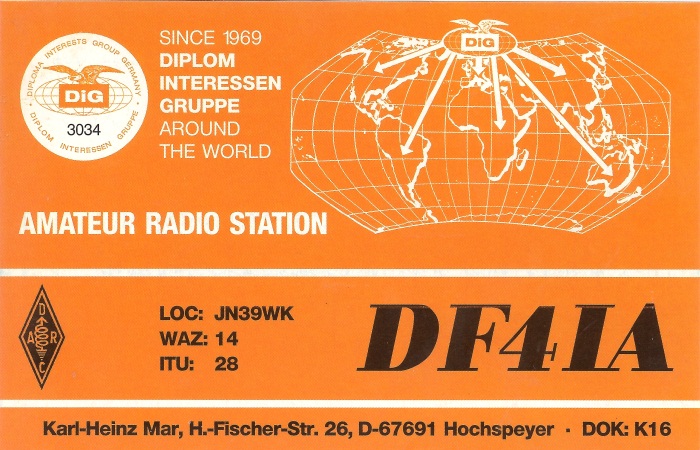 DIPLOMA INTERESTS GROUP GERMANY
DiG
3034
DIPLOM INTERESSEN GRUPPE
SINCE 1969
DIPLOM
INTERESSEN
GRUPPE
AROUND
THE WORLD
DIG
AMATEUR RADIO STATION
D
A R
C
LOC: JN39WK
WAZ: 14
ITU: 28
DF4IA
Karl-Heinz Mar, H.-Fischer-Str. 26, D-67691 Hochspeyer · DOK: K16